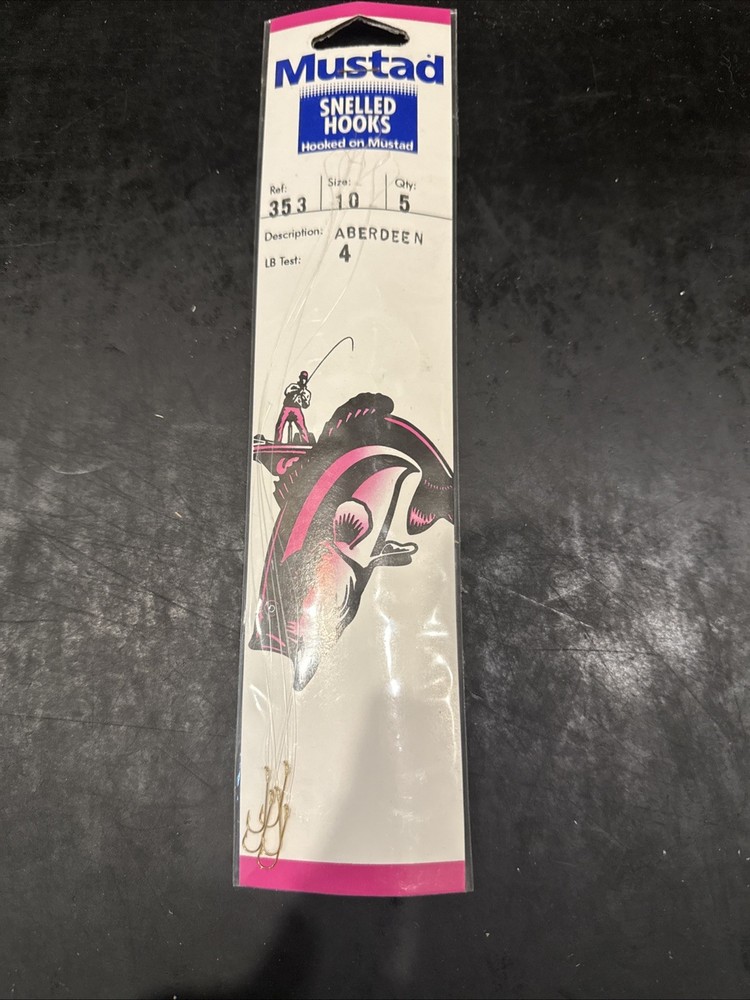 Mustad
SNELLED
HOOKS
Hooked on Mustad
Ref: Size: Qty:
353 10 5
Description: ABERDEEN
LB Test: 4